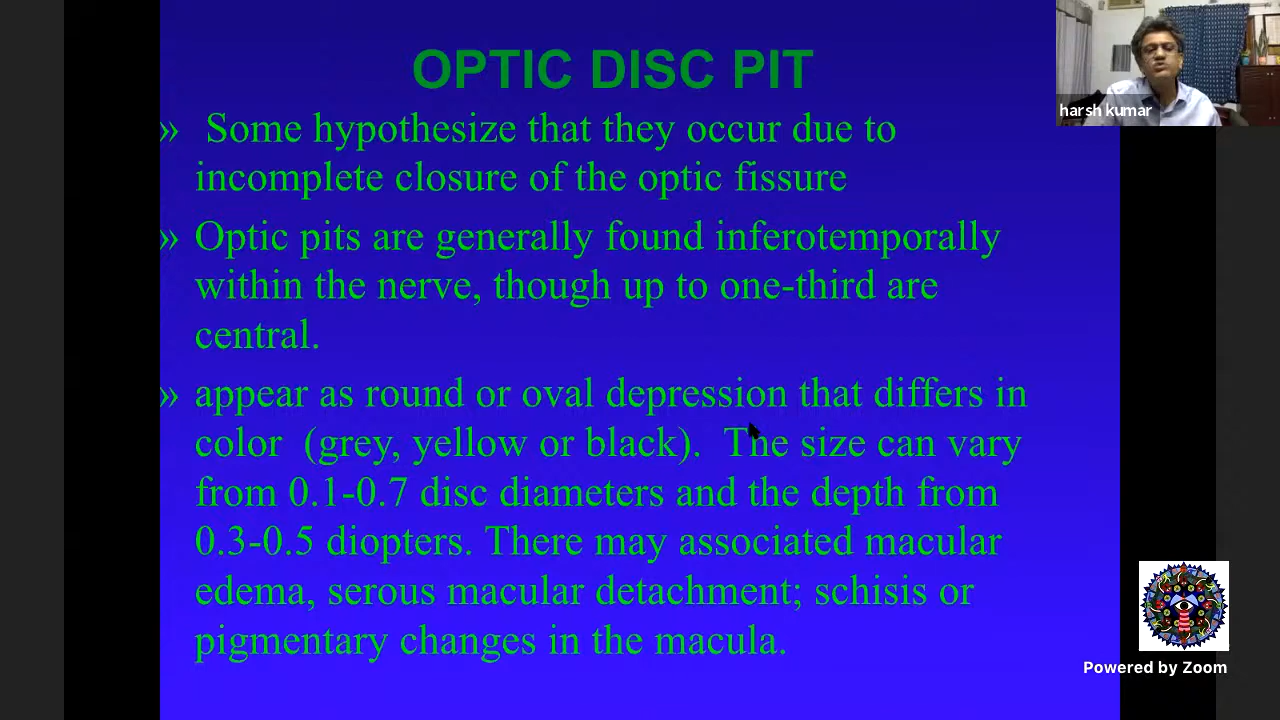 OPTIC DISC PIT
» Some hypothesize that they occur due to
incomplete closure of the optic fissure
» Optic pits are generally found inferotemporally
within the nerve, though up to one-third are
central.
» appear as round or oval depression that differs in
color (grey, yellow or black). The size can vary
from 0.1-0.7 disc diameters and the depth from
0.3-0.5 diopters. There may associated macular
edema, serous macular detachment; schisis or
pigmentary changes in the macula.
harsh kumar
Powered by Zoom